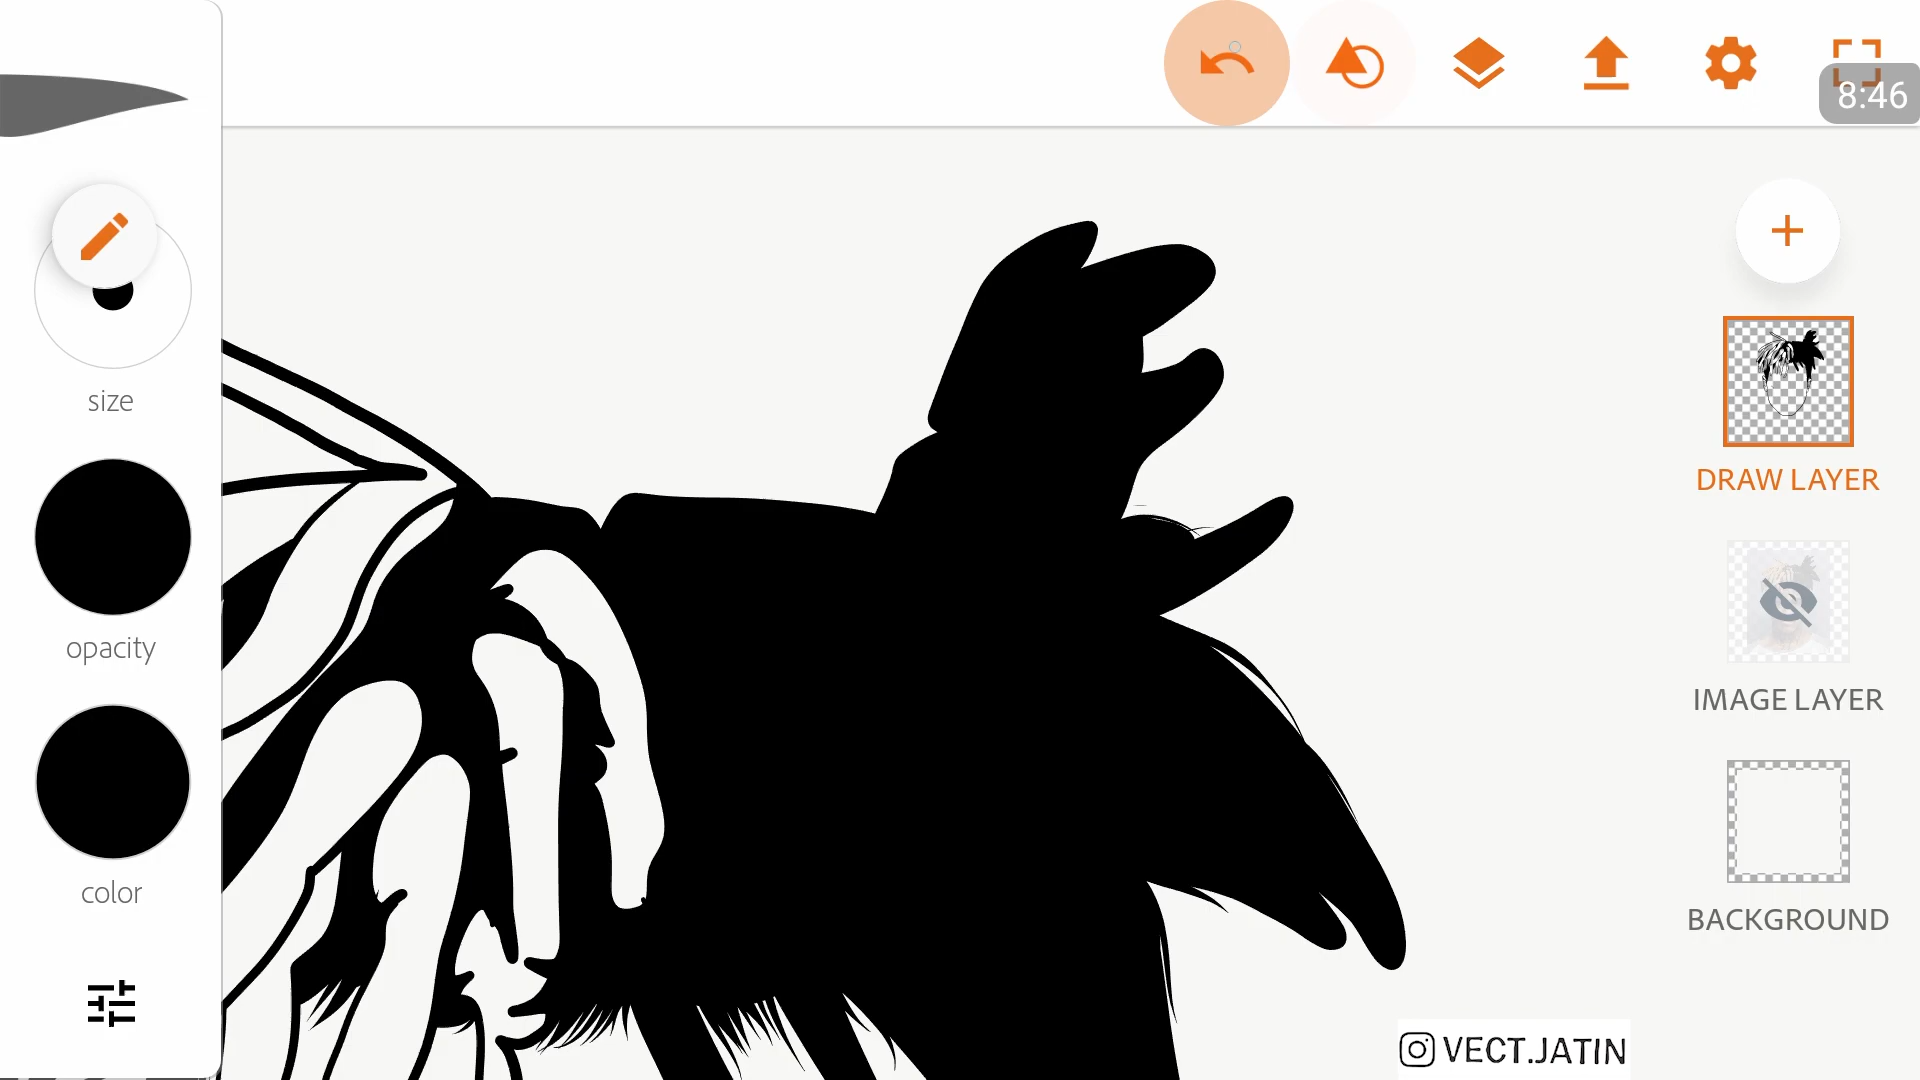 8:46
size
opacity
color
DRAW LAYER
IMAGE LAYER
BACKGROUND
VECT.JATIN